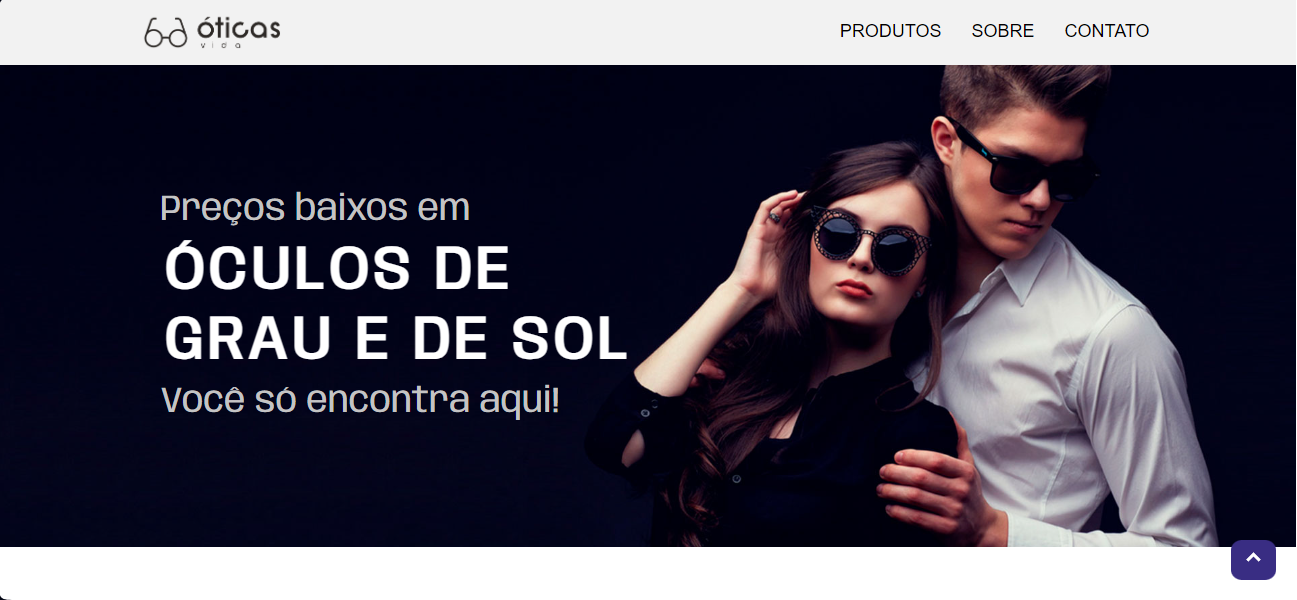 óticas
vida
PRODUTOS
SOBRE
CONTATO
Preços baixos em
ÓCULOS DE
GRAU E DE SOL
Você só encontra aqui!